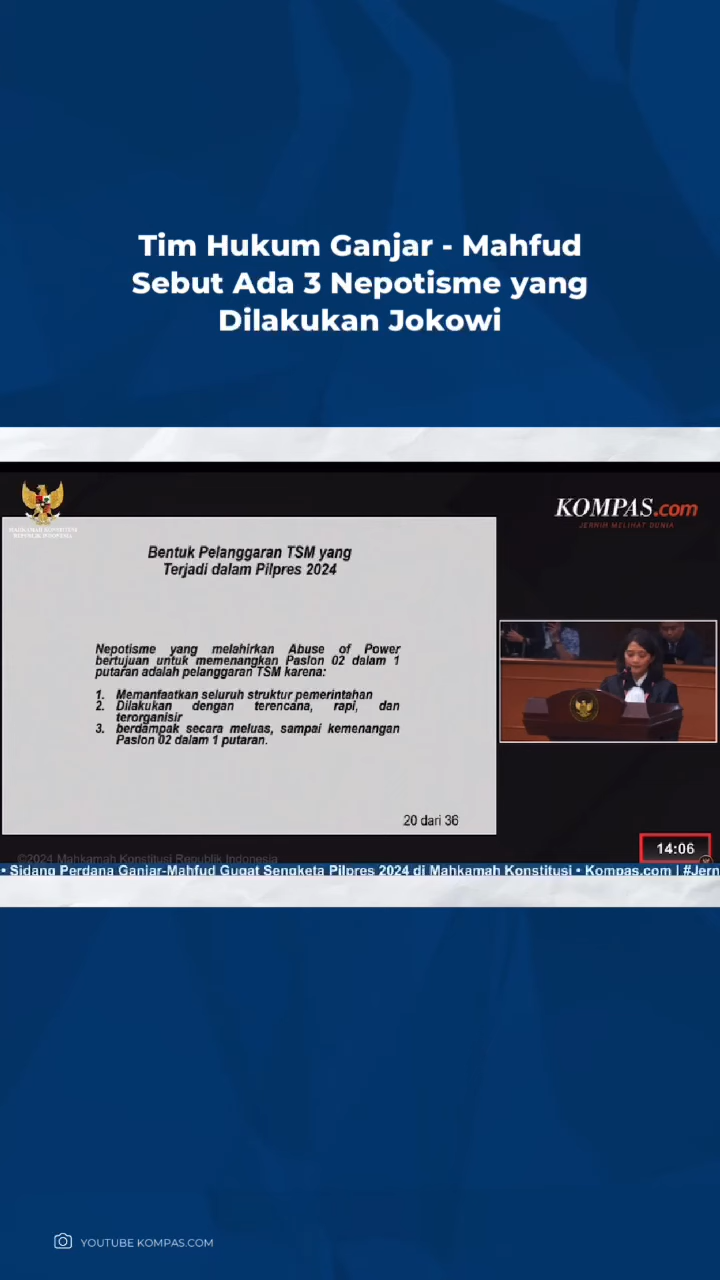 Tim Hukum Ganjar - Mahfud
Sebut Ada 3 Nepotisme yang
Dilakukan Jokowi
MAHKAMAH KONSTITUSI
REPUBLIK INDONESIA
KOMPAS.com
JERNIH MELIHAT DUNIA
Bentuk Pelanggaran TSM yang
Terjadi dalam Pilpres 2024
Nepotisme yang melahirkan Abuse of Power
bertujuan untuk memenangkan Paslon 02 dalam 1
putaran adalah pelanggaran TSM karena:
1. Memanfaatkan seluruh struktur pemerintahan
2. Dilakukan dengan terencana, rapi, dan
terorganisir
3. berdampak secara meluas, sampai kemenangan
Paslon 02 dalam 1 putaran.
20 dari 36
14:06
©2024 Mahkamah Konstitusi Republik Indonesia
• Sidang Perdana Ganjar-Mahfud Gugat Sengketa Pilpres 2024 di Mahkamah Konstitusi • Kompas.com | #Jern
YOUTUBE KOMPAS.COM